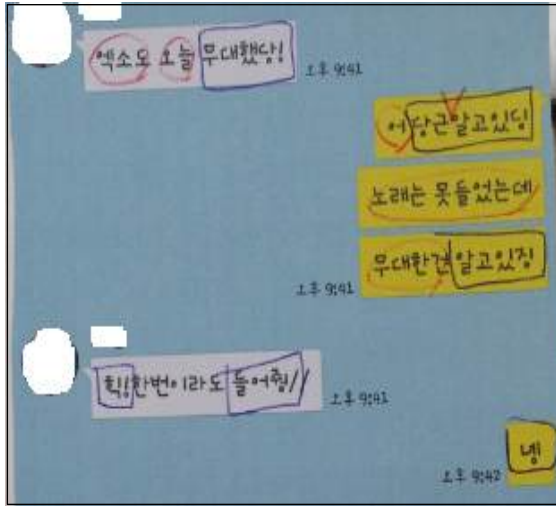 엑소도 오늘 무대했당!
오후 9:41
어 당근알고있딩
노래는 못들었는데
무대한건 알고있징
오후 9:41
헉! 한번이라도 들어줭//
오후 9:41
넹
오후 9:42